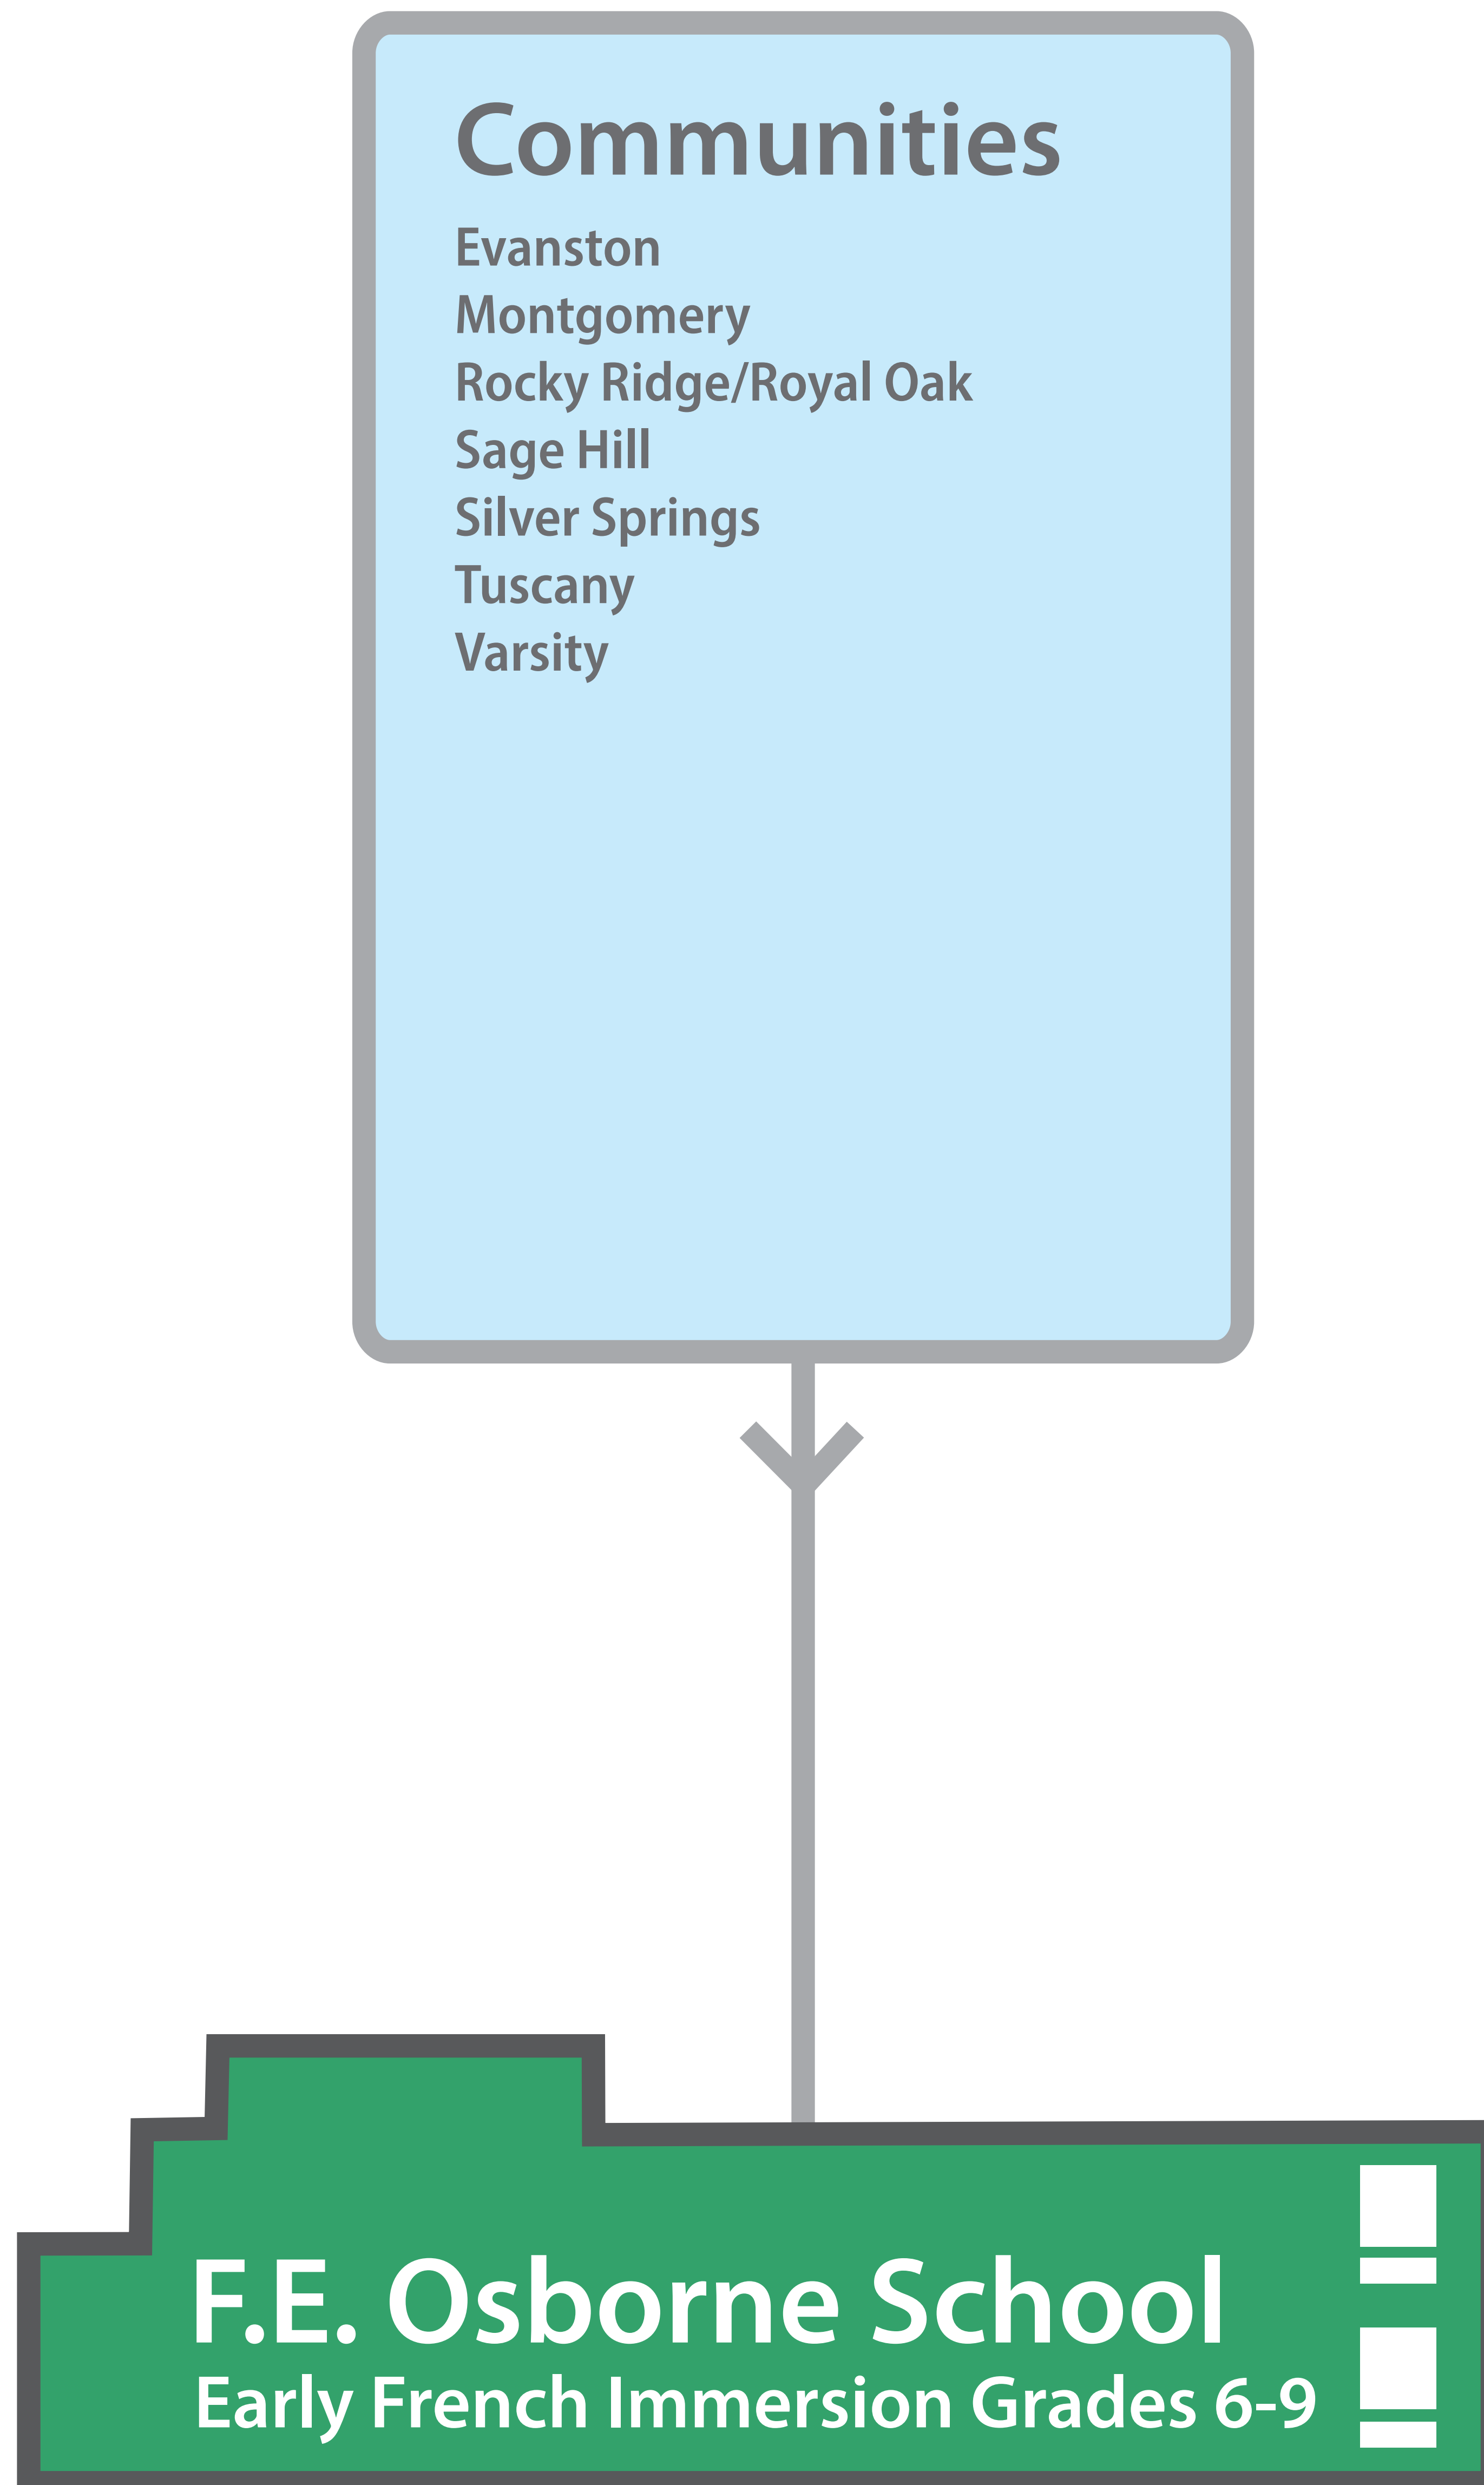 Communities
Evanston
Montgomery
Rocky Ridge/Royal Oak
Sage Hill
Silver Springs
Tuscany
Varsity
F.E. Osborne School
Early French Immersion Grades 6-9